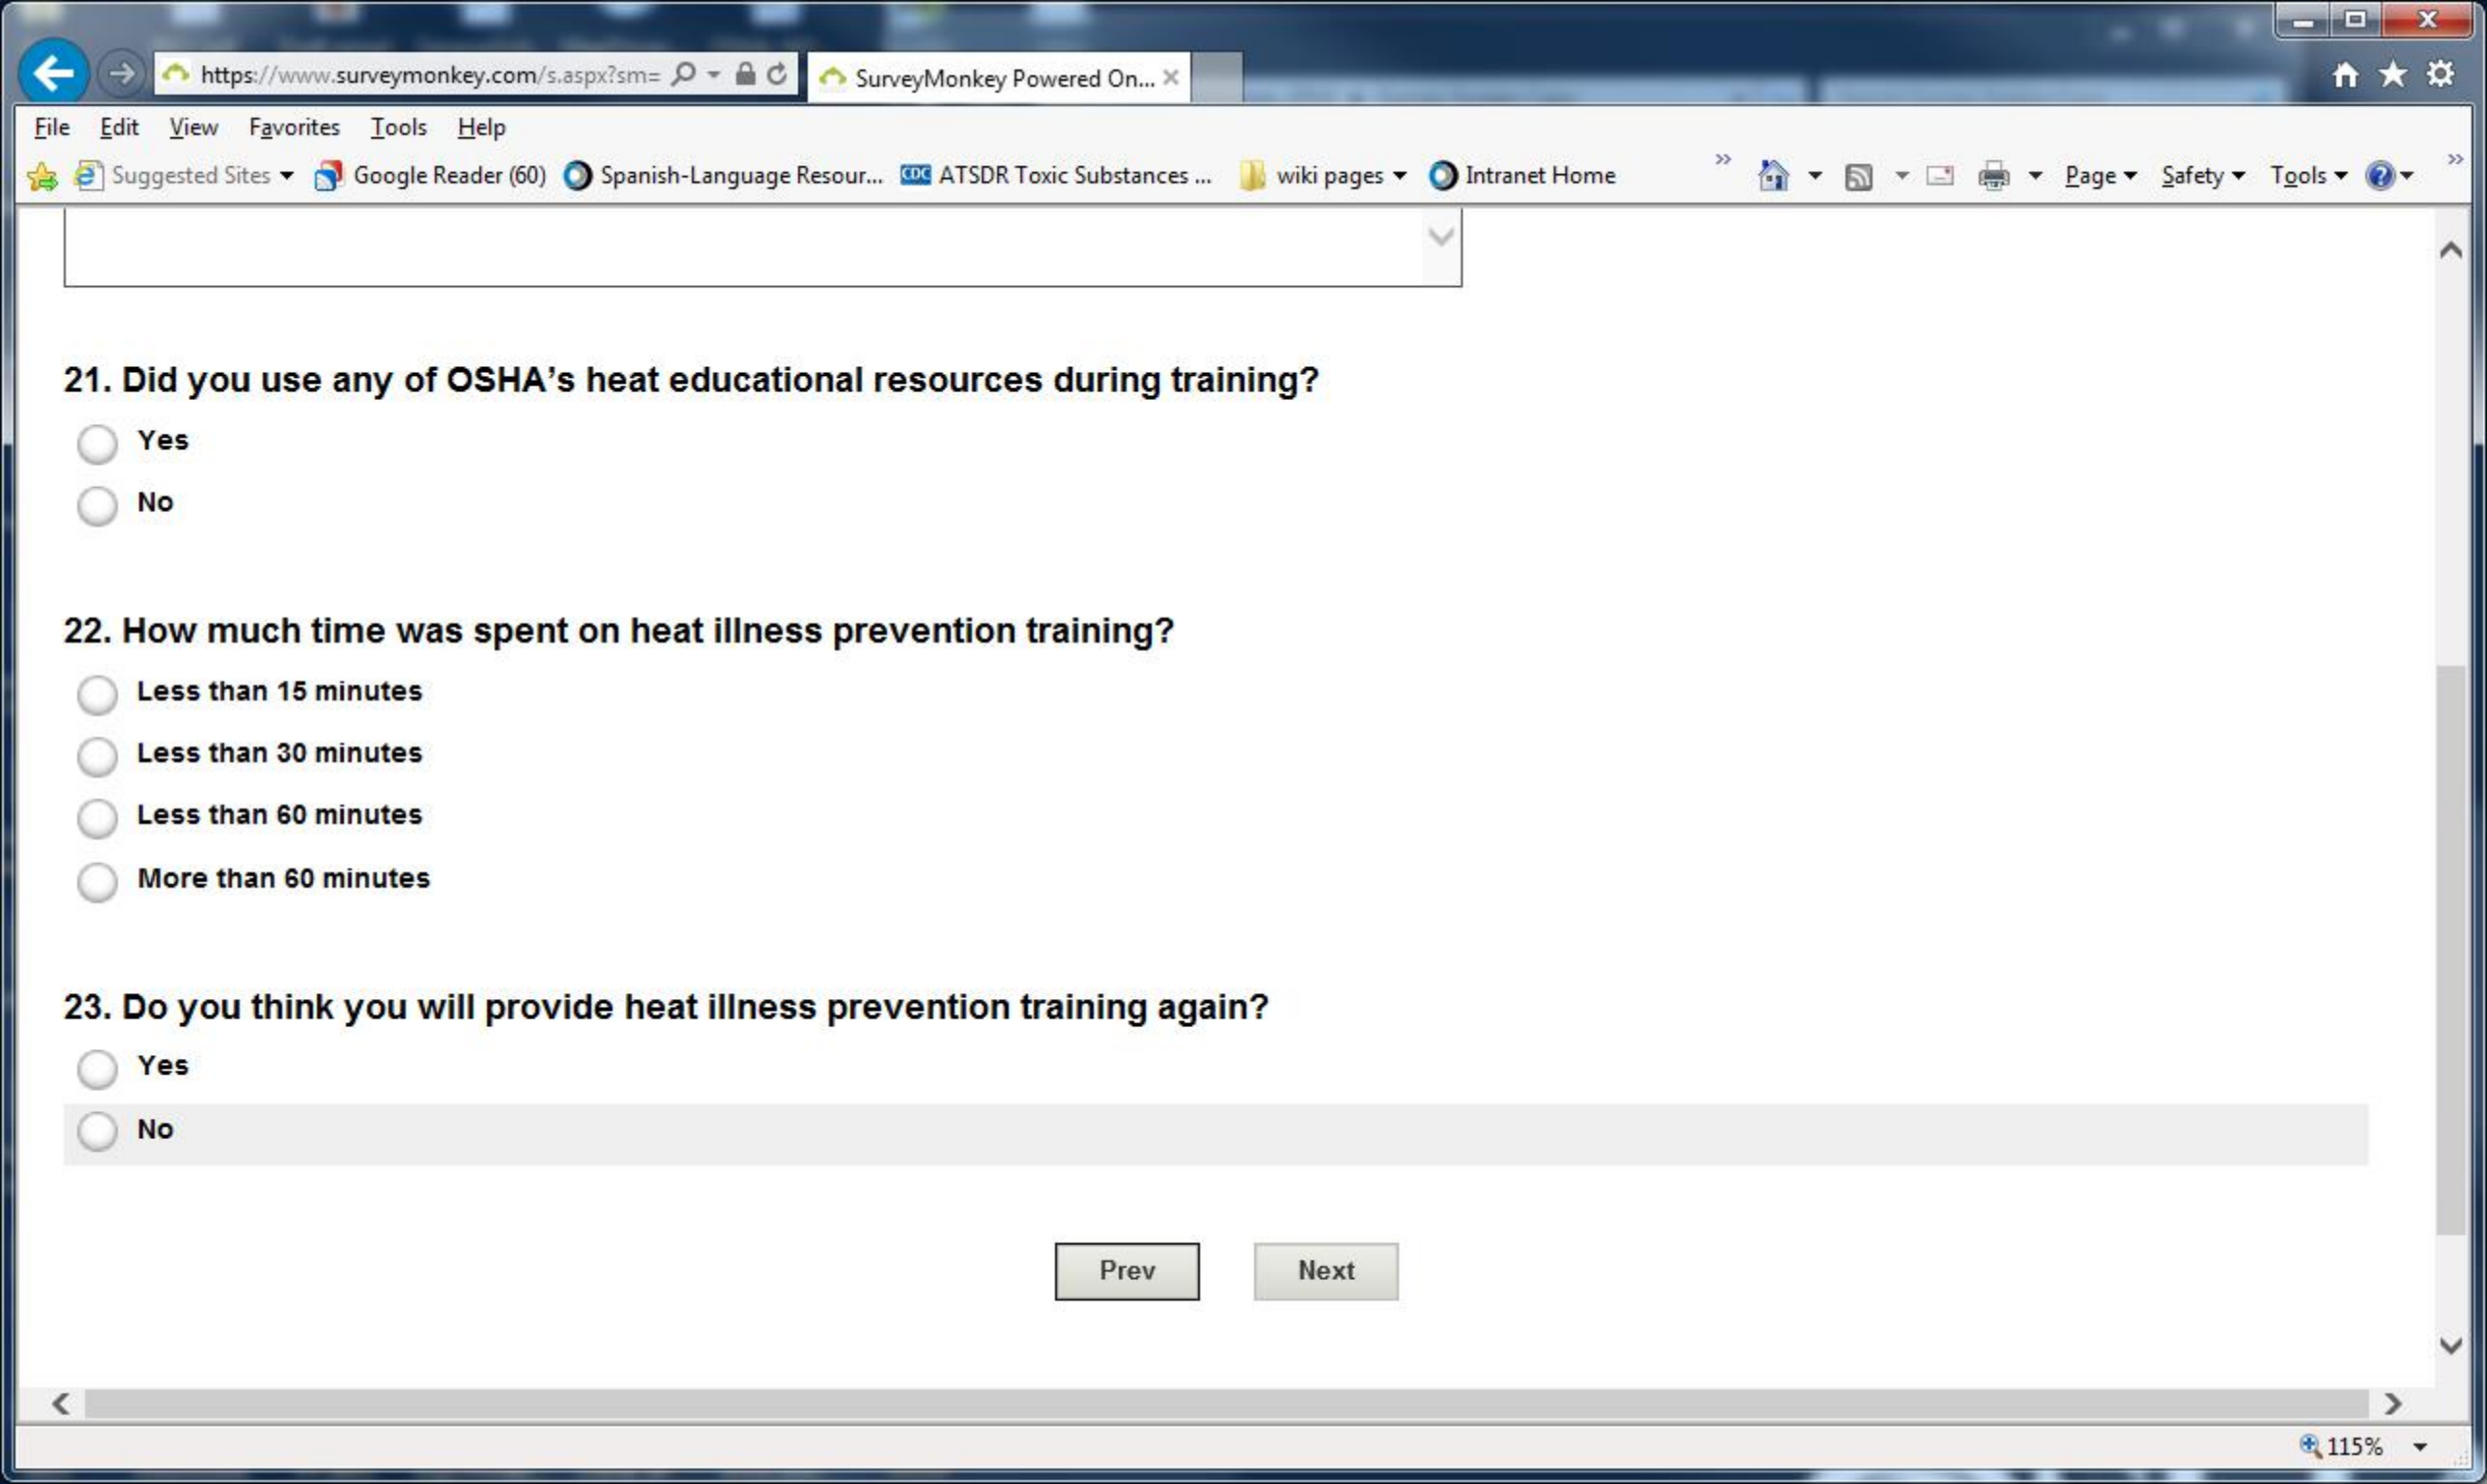 https://www.surveymonkey.com/s.aspx?sm=
SurveyMonkey Powered On...
File Edit View Favorites Tools Help
Suggested Sites Google Reader (60) Spanish-Language Resour... CDC ATSDR Toxic Substances ... wiki pages Intranet Home » Page Safety Tools »
21. Did you use any of OSHA’s heat educational resources during training?
Yes
No
22. How much time was spent on heat illness prevention training?
Less than 15 minutes
Less than 30 minutes
Less than 60 minutes
More than 60 minutes
23. Do you think you will provide heat illness prevention training again?
Yes
No
Prev Next
115%